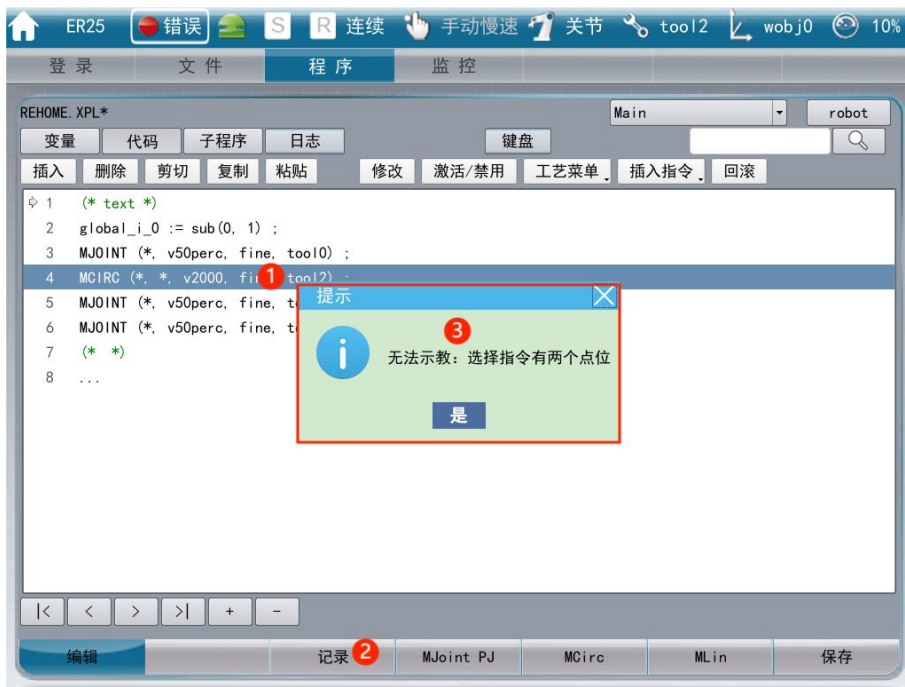 ER25 错误 S R 连续 手动慢速 关节 tool2 wobj0 10%
登录 文件 程序 监控
REHOME.XPL* Main robot
变量 代码 子程序 日志 键盘
插入 删除 剪切 复制 粘贴 修改 激活/禁用 工艺菜单 插入指令 回滚
1 (* text *)
2 global_i_0 := sub(0, 1) ;
3 MJOINT (*, v50perc, fine, tool0) ;
4 MCIRC (*, *, v2000, fi 1 tool2) ;
5 MJOINT (*, v50perc, fine, t
6 MJOINT (*, v50perc, fine, t
7 (* *)
8 ...
提示
3
无法示教：选择指令有两个点位
是
|< < > >| + -
编辑 记录 2 MJoint PJ MCirc MLin 保存